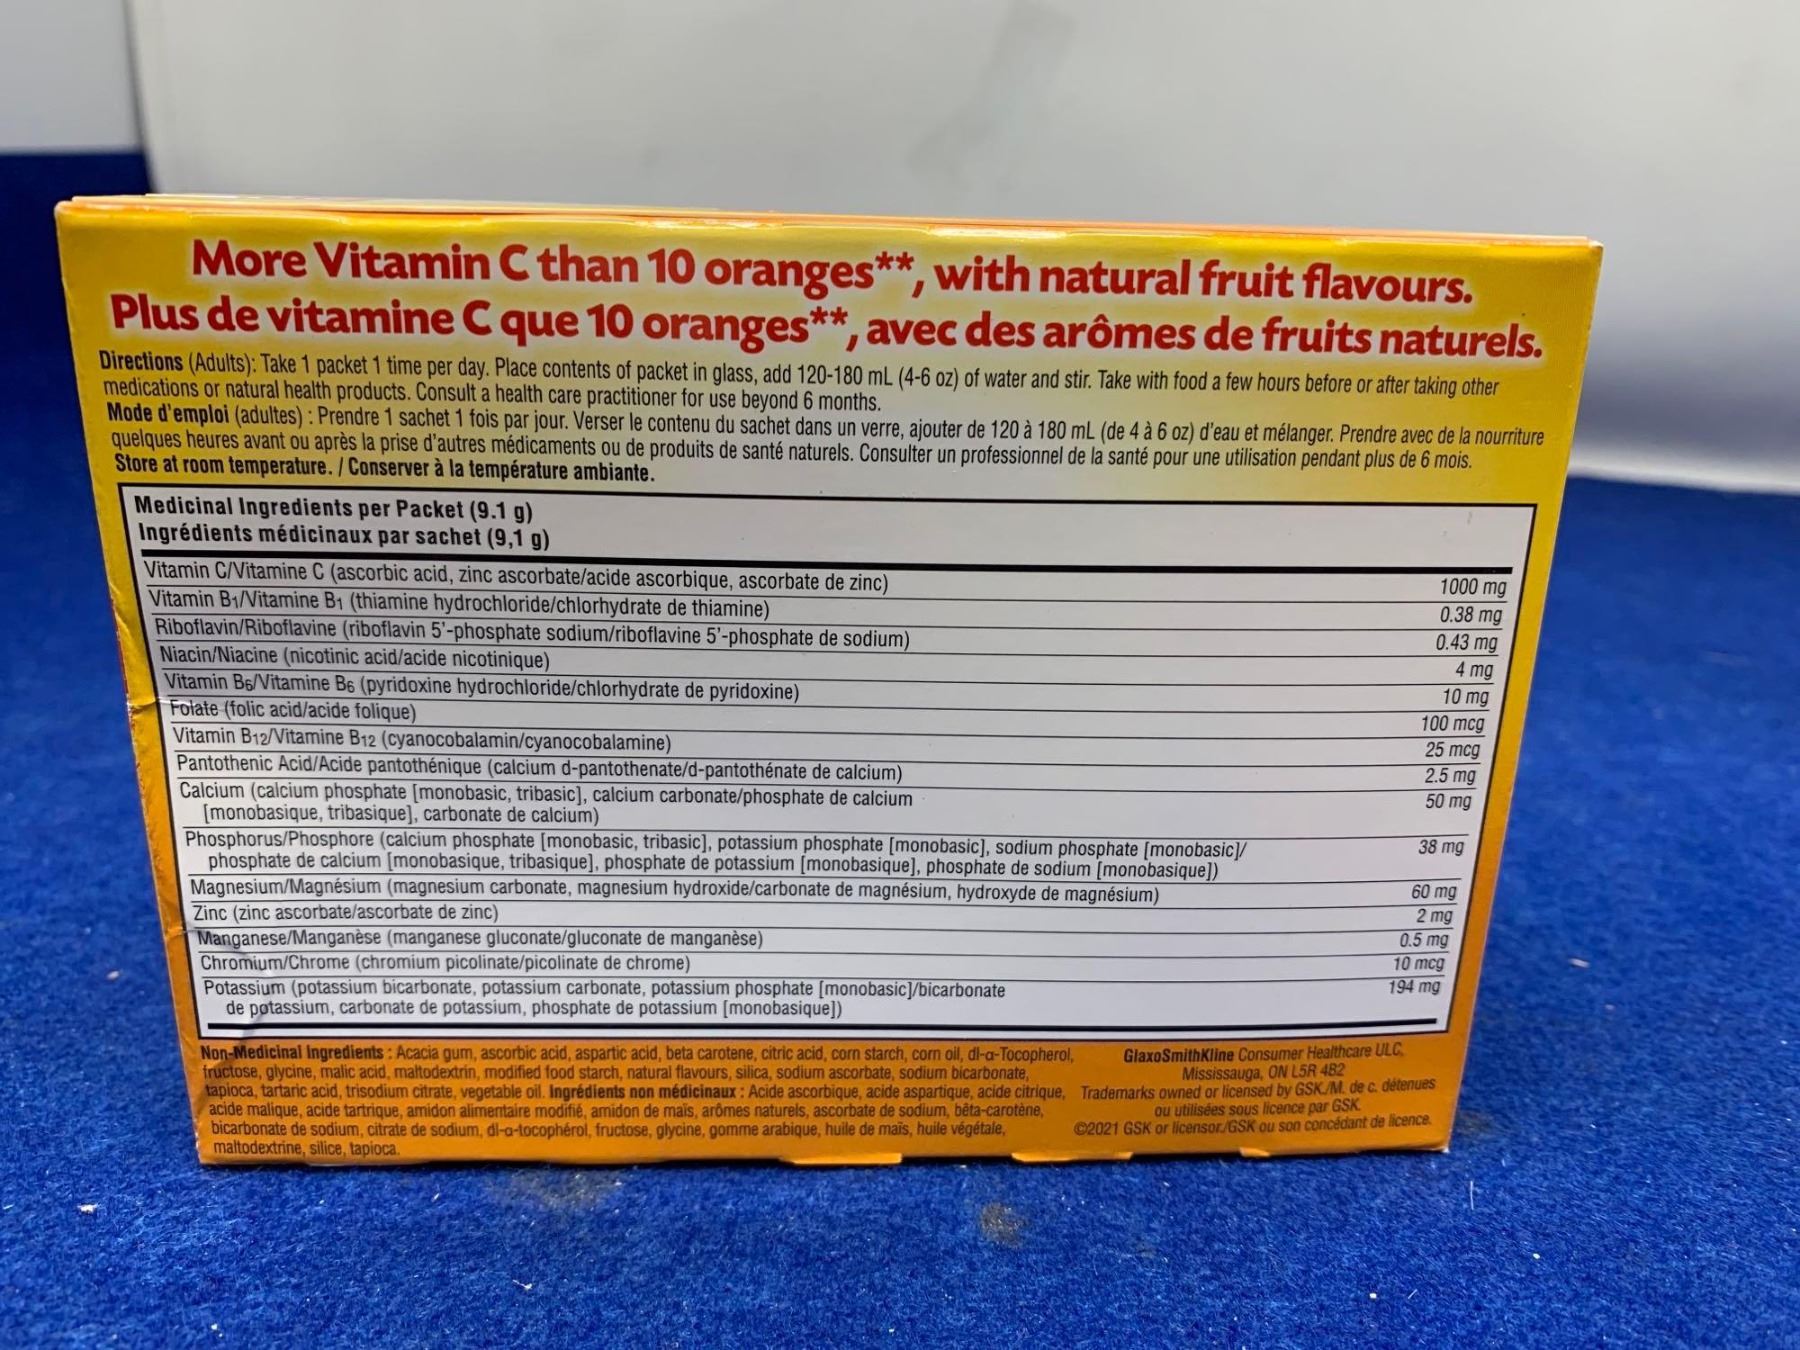 More Vitamin C than 10 oranges**, with natural fruit flavours.
Plus de vitamine C que 10 oranges**, avec des arômes de fruits naturels.
Directions (Adults): Take 1 packet 1 time per day. Place contents of packet in glass, add 120-180 mL (4-6 oz) of water and stir. Take with food a few hours before or after taking other
medications or natural health products. Consult a health care practitioner for use beyond 6 months.
Mode d'emploi (adultes) : Prendre 1 sachet 1 fois par jour. Verser le contenu du sachet dans un verre, ajouter de 120 à 180 mL (de 4 à 6 oz) d'eau et mélanger. Prendre avec de la nourriture
quelques heures avant ou après la prise d'autres médicaments ou de produits de santé naturels. Consulter un professionnel de la santé pour une utilisation pendant plus de 6 mois.
Store at room temperature. / Conserver à la température ambiante.
Medicinal Ingredients per Packet (9.1 g)
Ingrédients médicinaux par sachet (9,1 g)
Vitamin C/Vitamine C (ascorbic acid, zinc ascorbate/acide ascorbique, ascorbate de zinc) 1000 mg
Vitamin B1/Vitamine B1 (thiamine hydrochloride/chlorhydrate de thiamine) 0.38 mg
Riboflavin/Riboflavine (riboflavin 5'-phosphate sodium/riboflavine 5'-phosphate de sodium) 0.43 mg
Niacin/Niacine (nicotinic acid/acide nicotinique) 4 mg
Vitamin B6/Vitamine B6 (pyridoxine hydrochloride/chlorhydrate de pyridoxine) 10 mg
Folate (folic acid/acide folique) 100 mcg
Vitamin B12/Vitamine B12 (cyanocobalamin/cyanocobalamine) 25 mcg
Pantothenic Acid/Acide pantothénique (calcium d-pantothenate/d-pantothénate de calcium) 2.5 mg
Calcium (calcium phosphate [monobasic, tribasic], calcium carbonate/phosphate de calcium 50 mg
[monobasique, tribasique], carbonate de calcium)
Phosphorus/Phosphore (calcium phosphate [monobasic, tribasic], potassium phosphate [monobasic], sodium phosphate [monobasic]/ 38 mg
phosphate de calcium [monobasique, tribasique], phosphate de potassium [monobasique], phosphate de sodium [monobasique])
Magnesium/Magnésium (magnesium carbonate, magnesium hydroxide/carbonate de magnésium, hydroxyde de magnésium) 60 mg
Zinc (zinc ascorbate/ascorbate de zinc) 2 mg
Manganese/Manganèse (manganese gluconate/gluconate de manganèse) 0.5 mg
Chromium/Chrome (chromium picolinate/picolinate de chrome) 10 mcg
Potassium (potassium bicarbonate, potassium carbonate, potassium phosphate [monobasic]/bicarbonate 194 mg
de potassium, carbonate de potassium, phosphate de potassium [monobasique])
Non-Medicinal Ingredients : Acacia gum, ascorbic acid, aspartic acid, beta carotene, citric acid, corn starch, corn oil, dl-α-Tocopherol,
fructose, glycine, malic acid, maltodextrin, modified food starch, natural flavours, silica, sodium ascorbate, sodium bicarbonate,
tapioca, tartaric acid, trisodium citrate, vegetable oil. Ingrédients non médicinaux : Acide ascorbique, acide aspartique, acide citrique,
acide malique, acide tartrique, amidon alimentaire modifié, amidon de maïs, arômes naturels, ascorbate de sodium, bêta-carotène,
bicarbonate de sodium, citrate de sodium, dl-α-tocophérol, fructose, glycine, gomme arabique, huile de maïs, huile végétale,
maltodextrine, silice, tapioca.
GlaxoSmithKline Consumer Healthcare ULC,
Mississauga, ON L5R 4B2
Trademarks owned or licensed by GSK./M. de c. détenues
ou utilisées sous licence par GSK.
©2021 GSK or licensor./GSK ou son concédant de licence.